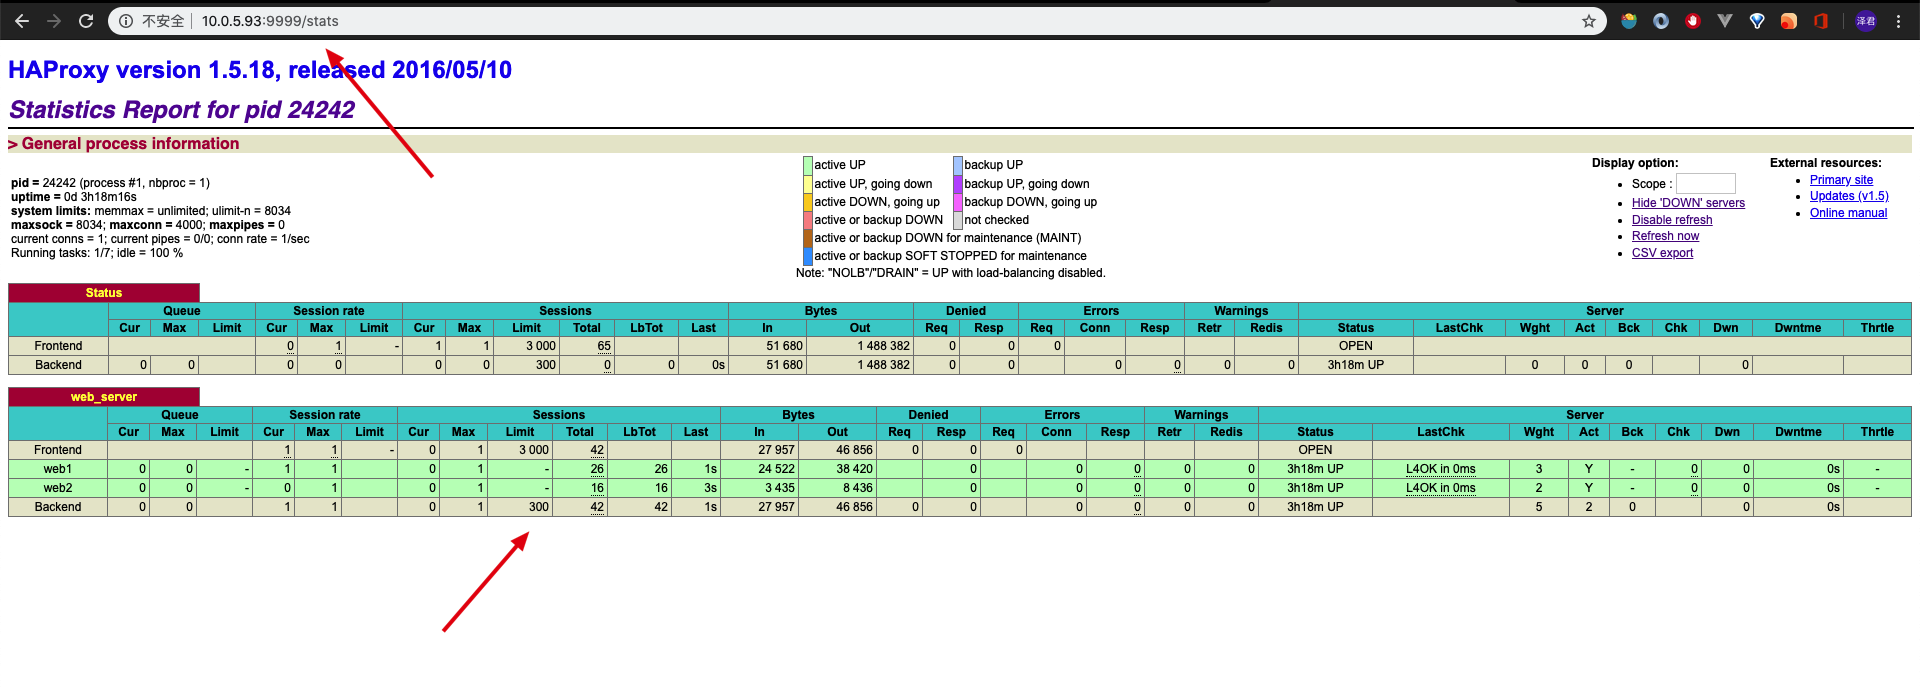 不安全 10.0.5.93:9999/stats 泽君
HAProxy version 1.5.18, released 2016/05/10
Statistics Report for pid 24242
> General process information
pid = 24242 (process #1, nbproc = 1)
uptime = 0d 3h18m16s
system limits: memmax = unlimited; ulimit-n = 8034
maxsock = 8034; maxconn = 4000; maxpipes = 0
current conns = 1; current pipes = 0/0; conn rate = 1/sec
Running tasks: 1/7; idle = 100 %
active UP backup UP
active UP, going down backup UP, going down
active DOWN, going up backup DOWN, going up
active or backup DOWN not checked
active or backup DOWN for maintenance (MAINT)
active or backup SOFT STOPPED for maintenance
Note: "NOLB"/"DRAIN" = UP with load-balancing disabled.
Display option:
Scope :
Hide 'DOWN' servers
Disable refresh
Refresh now
CSV export
External resources:
Primary site
Updates (v1.5)
Online manual
Status
Queue Session rate Sessions Bytes Denied Errors Warnings Server
Cur Max Limit Cur Max Limit Cur Max Limit Total LbTot Last In Out Req Resp Req Conn Resp Retr Redis Status LastChk Wght Act Bck Chk Dwn Dwntme Thrtle
Frontend 0 1 - 1 1 3 000 65 51 680 1 488 382 0 0 0 OPEN
Backend 0 0 0 0 0 0 300 0 0 0s 51 680 1 488 382 0 0 0 0 0 0 3h18m UP 0 0 0 0
web_server
Queue Session rate Sessions Bytes Denied Errors Warnings Server
Cur Max Limit Cur Max Limit Cur Max Limit Total LbTot Last In Out Req Resp Req Conn Resp Retr Redis Status LastChk Wght Act Bck Chk Dwn Dwntme Thrtle
Frontend 1 1 - 0 1 3 000 42 27 957 46 856 0 0 0 OPEN
web1 0 0 - 1 1 0 1 - 26 26 1s 24 522 38 420 0 0 0 0 0 3h18m UP L4OK in 0ms 3 Y - 0 0 0s -
web2 0 0 - 0 1 0 1 - 16 16 3s 3 435 8 436 0 0 0 0 0 3h18m UP L4OK in 0ms 2 Y - 0 0 0s -
Backend 0 0 1 1 0 1 300 42 42 1s 27 957 46 856 0 0 0 0 0 0 3h18m UP 5 2 0 0 0s